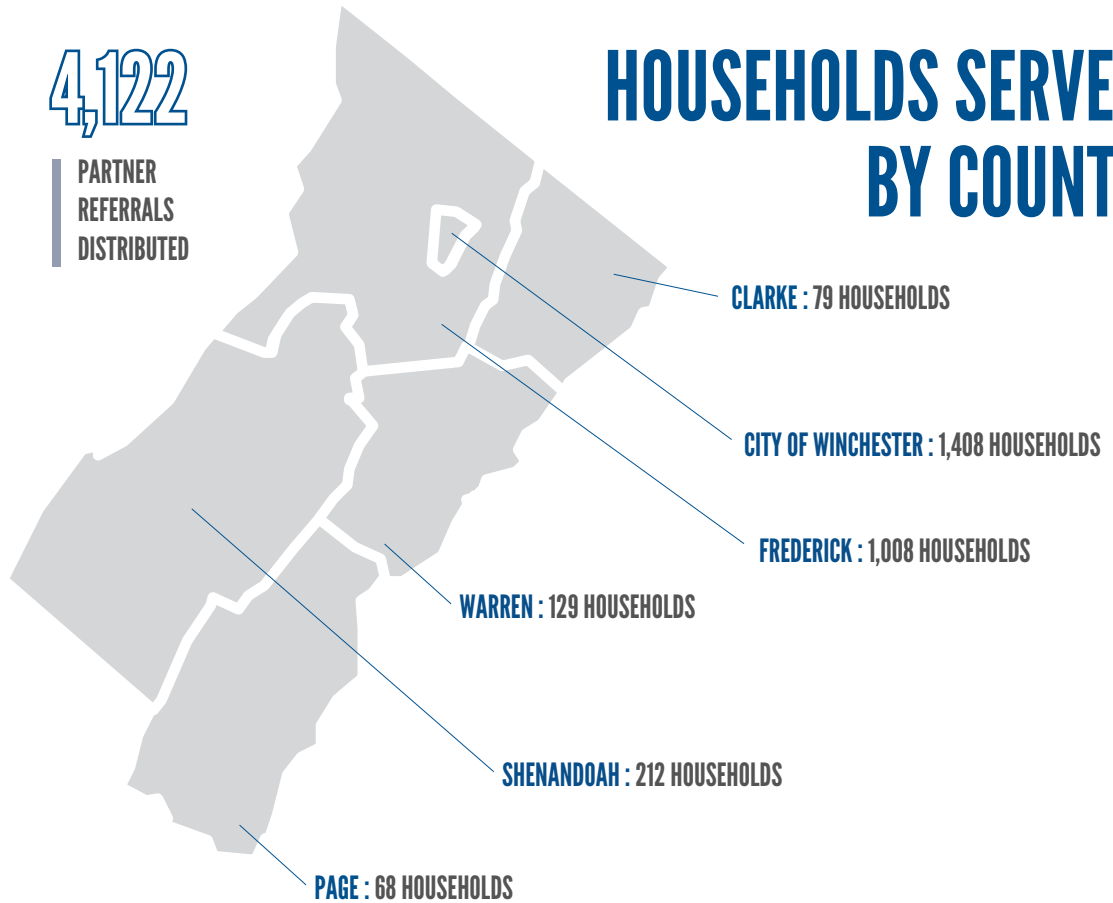 4,122
PARTNER
REFERRALS
DISTRIBUTED
HOUSEHOLDS SERVE
BY COUNT
CLARKE : 79 HOUSEHOLDS
CITY OF WINCHESTER : 1,408 HOUSEHOLDS
FREDERICK : 1,008 HOUSEHOLDS
WARREN : 129 HOUSEHOLDS
SHENANDOAH : 212 HOUSEHOLDS
PAGE : 68 HOUSEHOLDS